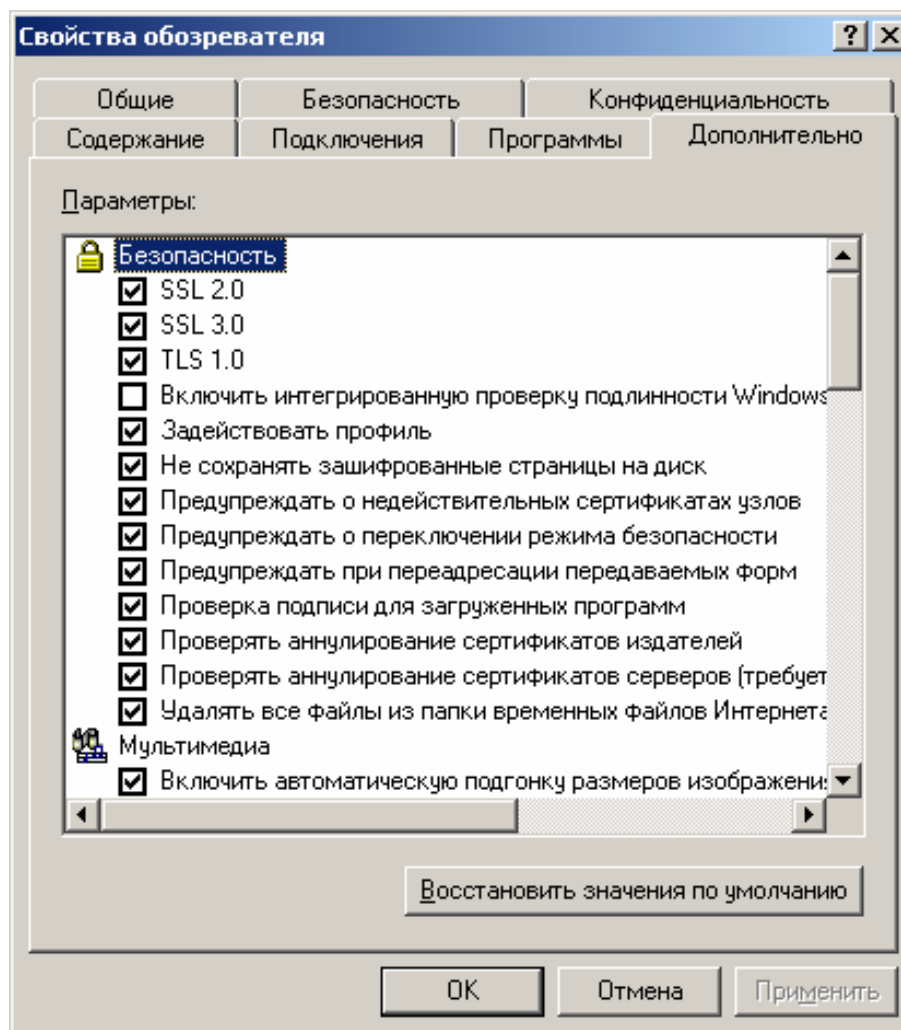 Свойства обозревателя
Общие Безопасность Конфиденциальность
Содержание Подключения Программы Дополнительно
Параметры:
Безопасность
SSL 2.0
SSL 3.0
TLS 1.0
Включить интегрированную проверку подлинности Windows
Задействовать профиль
Не сохранять зашифрованные страницы на диск
Предупреждать о недействительных сертификатах узлов
Предупреждать о переключении режима безопасности
Предупреждать при переадресации передаваемых форм
Проверка подписи для загруженных программ
Проверять аннулирование сертификатов издателей
Проверять аннулирование сертификатов серверов (требует
Удалять все файлы из папки временных файлов Интернета
Мультимедиа
Включить автоматическую подгонку размеров изображени
Восстановить значения по умолчанию
OK Отмена Применить